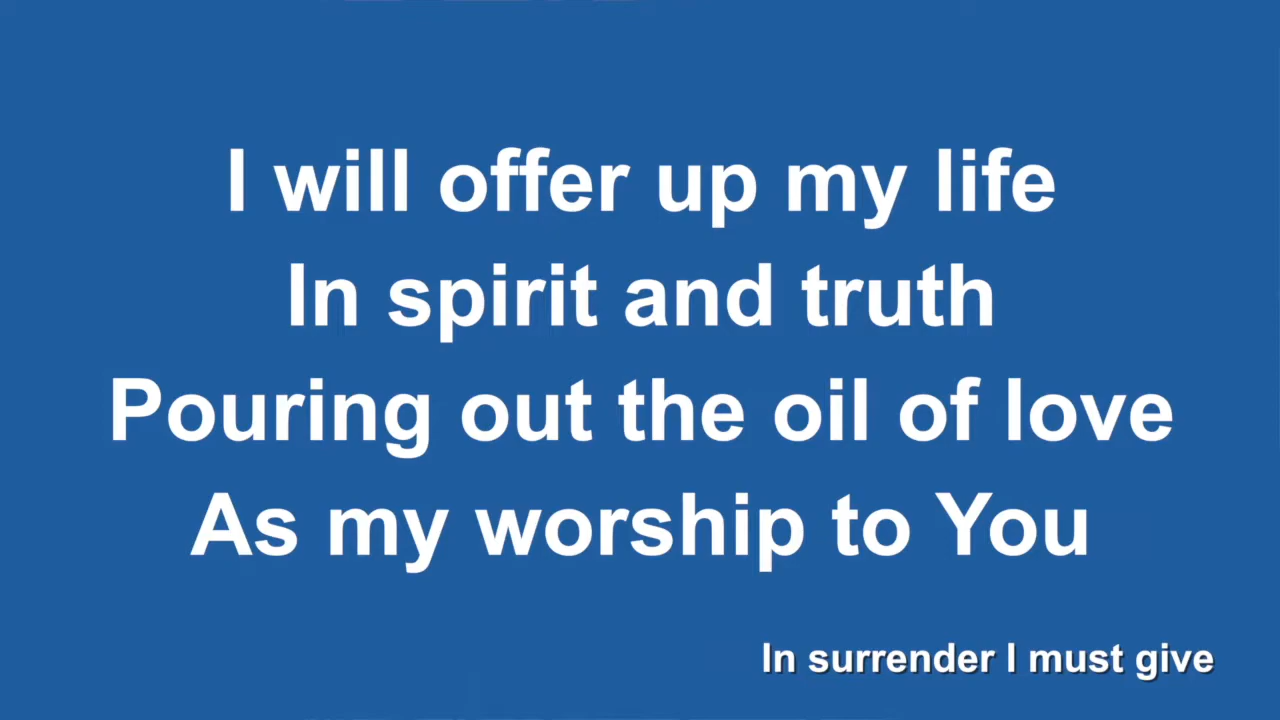 I will offer up my life
In spirit and truth
Pouring out the oil of love
As my worship to You
In surrender I must give